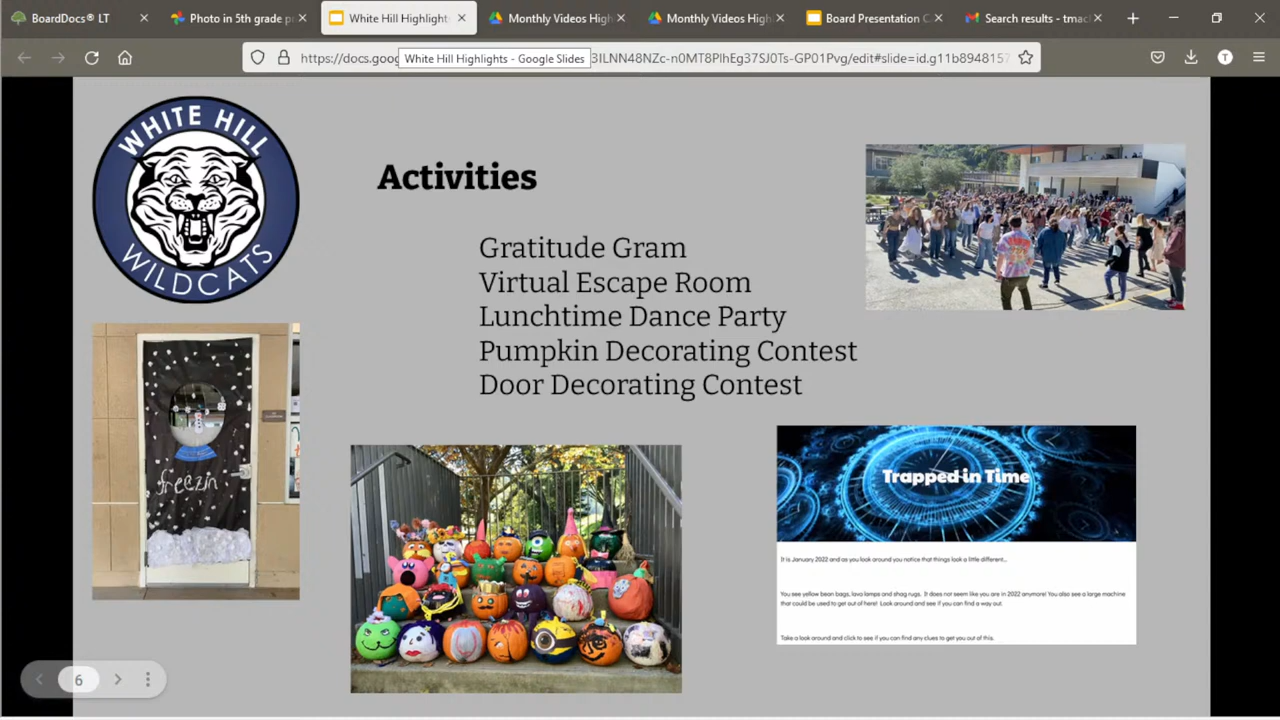 BoardDocs® LT
Photo in 5th grade p
White Hill Highlight
Monthly Videos High
Monthly Videos High
Board Presentation C
Search results - tmac
https://docs.goog
White Hill Highlights - Google Slides
3ILNN48NZc-n0MT8PlhEg37SJ0Ts-GP01Pvg/edit#slide=id.g11b8948157
T
WHITE HILL
WILDCATS
Activities
Gratitude Gram
Virtual Escape Room
Lunchtime Dance Party
Pumpkin Decorating Contest
Door Decorating Contest
freezin
Trapped in Time
It is January 2022 and as you look around you notice that things look a little different...
You see yellow bean bags, lava lamps and shag rugs. It does not seem like you are in 2022 anymore! You also see a large machine
that could be used to get out of here! Look around and see if you can find a way out.
Take a look around and click to see if you can find any clues to get you out of this.
6